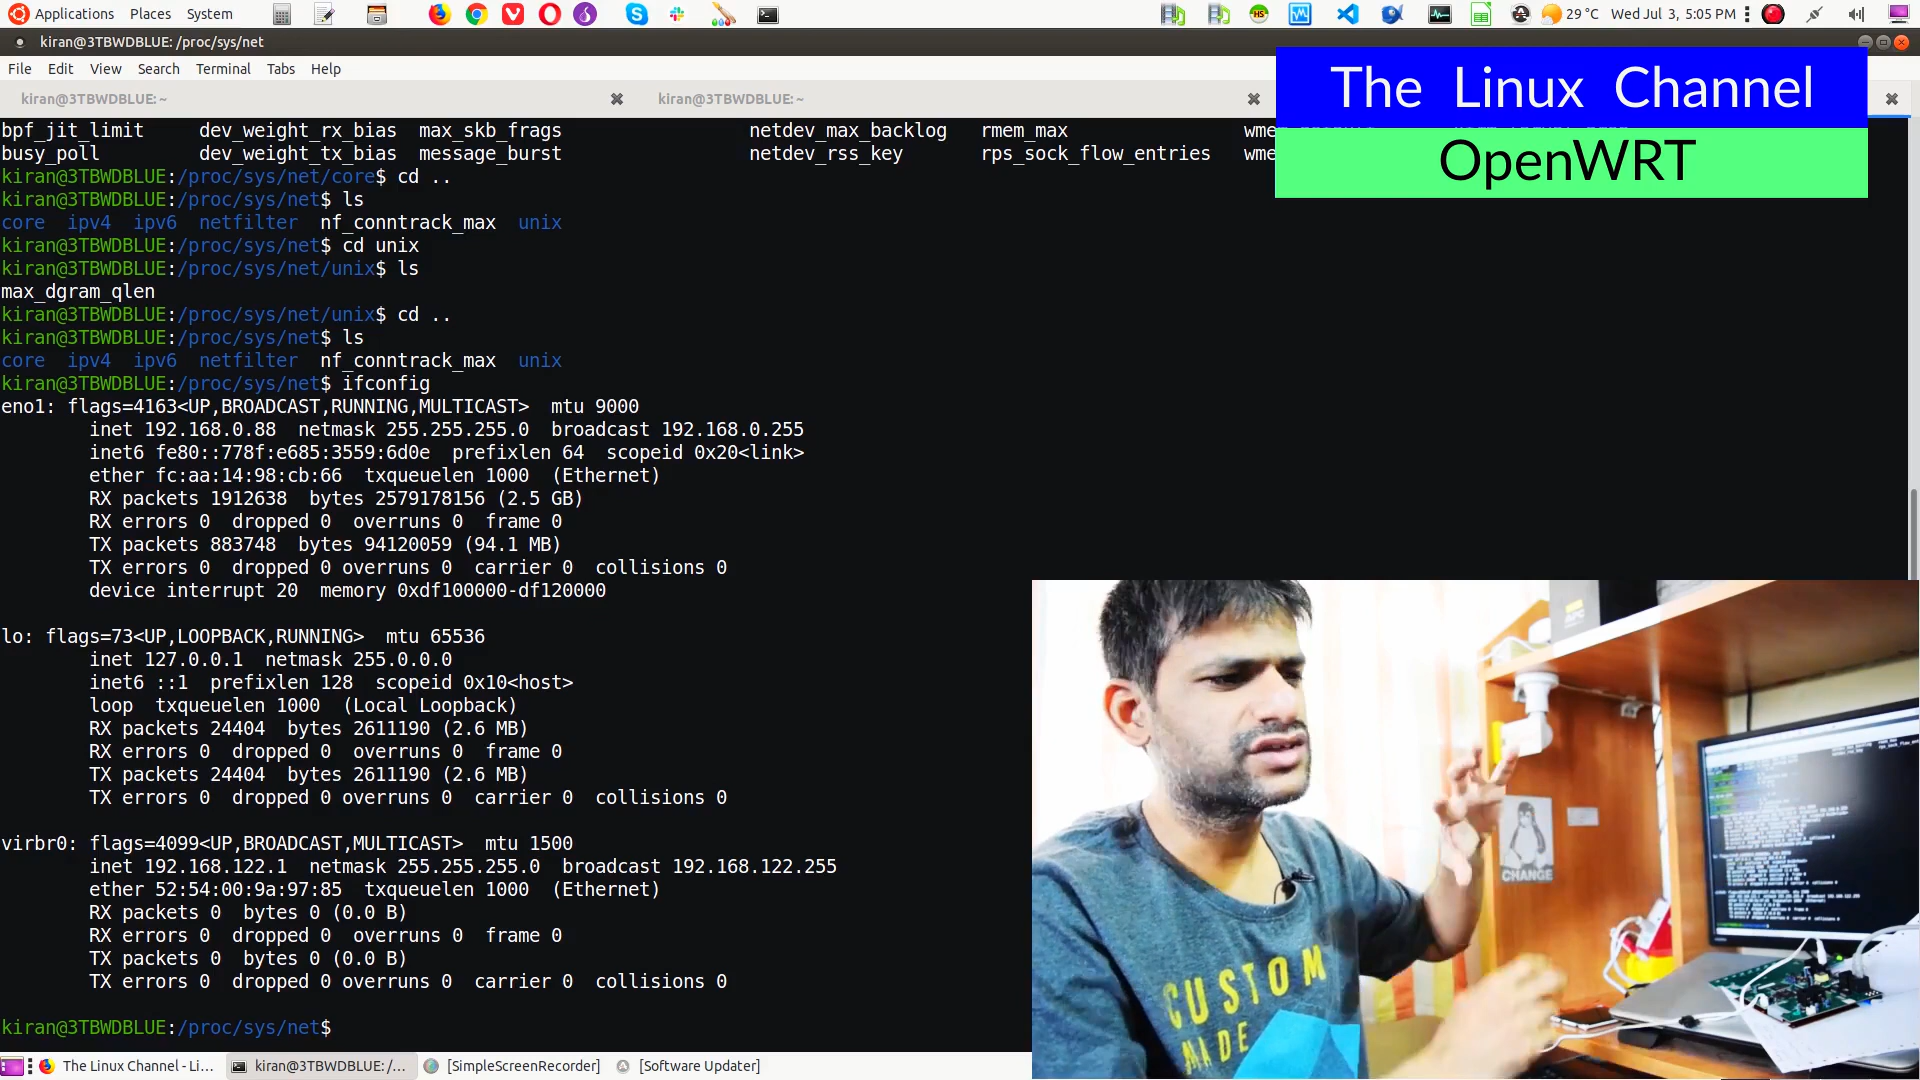 Applications Places System 29 °C Wed Jul 3, 5:05 PM
kiran@3TBWDBLUE: /proc/sys/net
File Edit View Search Terminal Tabs Help
kiran@3TBWDBLUE: ~ kiran@3TBWDBLUE: ~
The Linux Channel
OpenWRT
bpf_jit_limit dev_weight_rx_bias max_skb_frags netdev_max_backlog rmem_max
busy_poll dev_weight_tx_bias message_burst netdev_rss_key rps_sock_flow_entries
kiran@3TBWDBLUE:/proc/sys/net/core$ cd ..
kiran@3TBWDBLUE:/proc/sys/net$ ls
core ipv4 ipv6 netfilter nf_conntrack_max unix
kiran@3TBWDBLUE:/proc/sys/net$ cd unix
kiran@3TBWDBLUE:/proc/sys/net/unix$ ls
max_dgram_qlen
kiran@3TBWDBLUE:/proc/sys/net/unix$ cd ..
kiran@3TBWDBLUE:/proc/sys/net$ ls
core ipv4 ipv6 netfilter nf_conntrack_max unix
kiran@3TBWDBLUE:/proc/sys/net$ ifconfig
eno1: flags=4163<UP,BROADCAST,RUNNING,MULTICAST> mtu 9000
inet 192.168.0.88 netmask 255.255.255.0 broadcast 192.168.0.255
inet6 fe80::778f:e685:3559:6d0e prefixlen 64 scopeid 0x20<link>
ether fc:aa:14:98:cb:66 txqueuelen 1000 (Ethernet)
RX packets 1912638 bytes 2579178156 (2.5 GB)
RX errors 0 dropped 0 overruns 0 frame 0
TX packets 883748 bytes 94120059 (94.1 MB)
TX errors 0 dropped 0 overruns 0 carrier 0 collisions 0
device interrupt 20 memory 0xdf100000-df120000
lo: flags=73<UP,LOOPBACK,RUNNING> mtu 65536
inet 127.0.0.1 netmask 255.0.0.0
inet6 ::1 prefixlen 128 scopeid 0x10<host>
loop txqueuelen 1000 (Local Loopback)
RX packets 24404 bytes 2611190 (2.6 MB)
RX errors 0 dropped 0 overruns 0 frame 0
TX packets 24404 bytes 2611190 (2.6 MB)
TX errors 0 dropped 0 overruns 0 carrier 0 collisions 0
virbr0: flags=4099<UP,BROADCAST,MULTICAST> mtu 1500
inet 192.168.122.1 netmask 255.255.255.0 broadcast 192.168.122.255
ether 52:54:00:9a:97:85 txqueuelen 1000 (Ethernet)
RX packets 0 bytes 0 (0.0 B)
RX errors 0 dropped 0 overruns 0 frame 0
TX packets 0 bytes 0 (0.0 B)
TX errors 0 dropped 0 overruns 0 carrier 0 collisions 0
kiran@3TBWDBLUE:/proc/sys/net$
CHANGE
CUSTOM
MADE
The Linux Channel - Li... kiran@3TBWDBLUE: /... [SimpleScreenRecorder] [Software Updater]